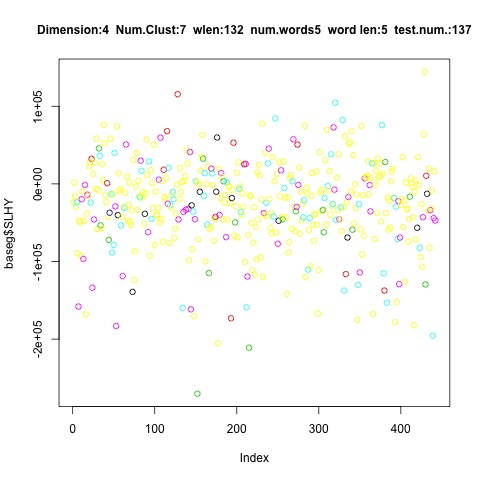 Dimension:4 Num.Clust:7 wlen:132 num.words5 word len:5 test.num.:137
1e+05
0e+00
-1e+05
-2e+05
baseg$SLHY
0 100 200 300 400
Index